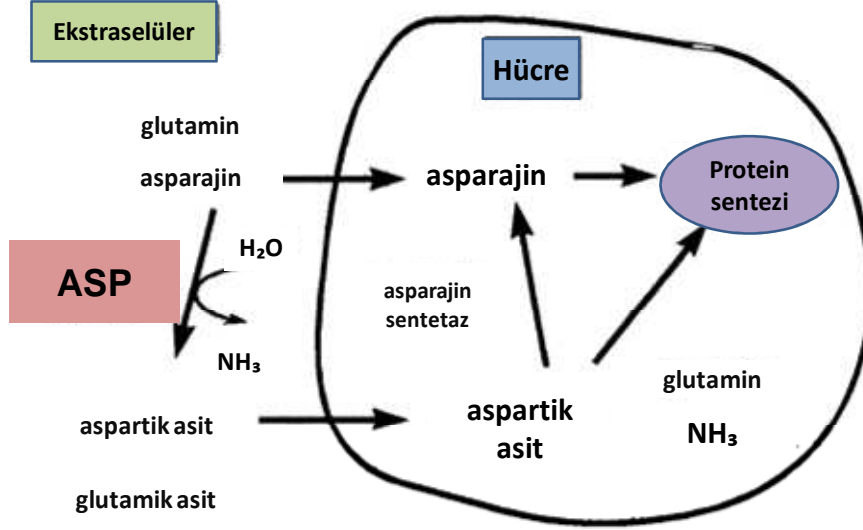 Ekstraselüler
Hücre
glutamin
asparajin
asparajin
Protein
sentezi
H₂O
ASP
asparajin
sentetaz
NH₃
glutamin
aspartik asit
aspartik
asit
NH₃
glutamik asit